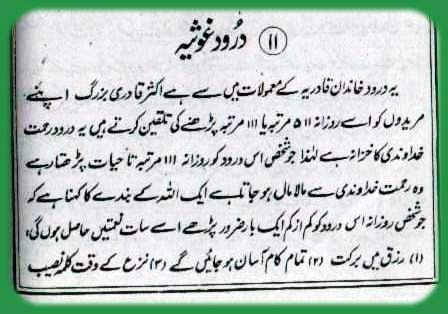 ۱۱ درود غوثیہ
یہ درود خاندان قادریہ کے معمولات میں سے ہے اکثر قادری بزرگ اپنے
مریدوں کو اسے روزانہ ۵۱۱ مرتبہ یا ۱۱۱ مرتبہ پڑھنے کی تلقین کرتے ہیں یہ درود رحمت
خداوندی کا خزانہ ہے لہٰذا جو شخص اس درود کو روزانہ ۱۱۱ مرتبہ تا حیات پڑھتا ہے
وہ رحمت خداوندی سے مالا مال ہو جاتا ہے ایک اللہ کے بندے کا کہنا ہے کہ
جو شخص روزانہ اس درود کو کم از کم ایک بار ضرور پڑھے اسے سات نعمتیں حاصل ہوں گی،
(۱) رزق میں برکت (۲) تمام کام آسان ہو جائیں گے (۳) نزع کے وقت کلمہ نصیب